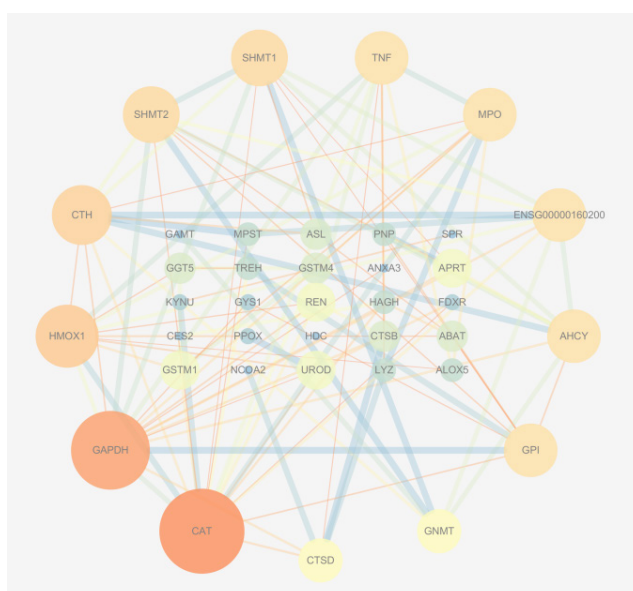 SHMT1 TNF
SHMT2 MPO
CTH ENSG00000160200
GAMT MPST ASL PNP SPR
GGT5 TREH GSTM4 ANXA3 APRT
KYNU GYS1 REN HAGH FDXR
HMOX1 CES2 PPOX HDC CTSB ABAT AHCY
GSTM1 NCOA2 UROD LYZ ALOX5
GAPDH GPI
CAT GNMT
CTSD